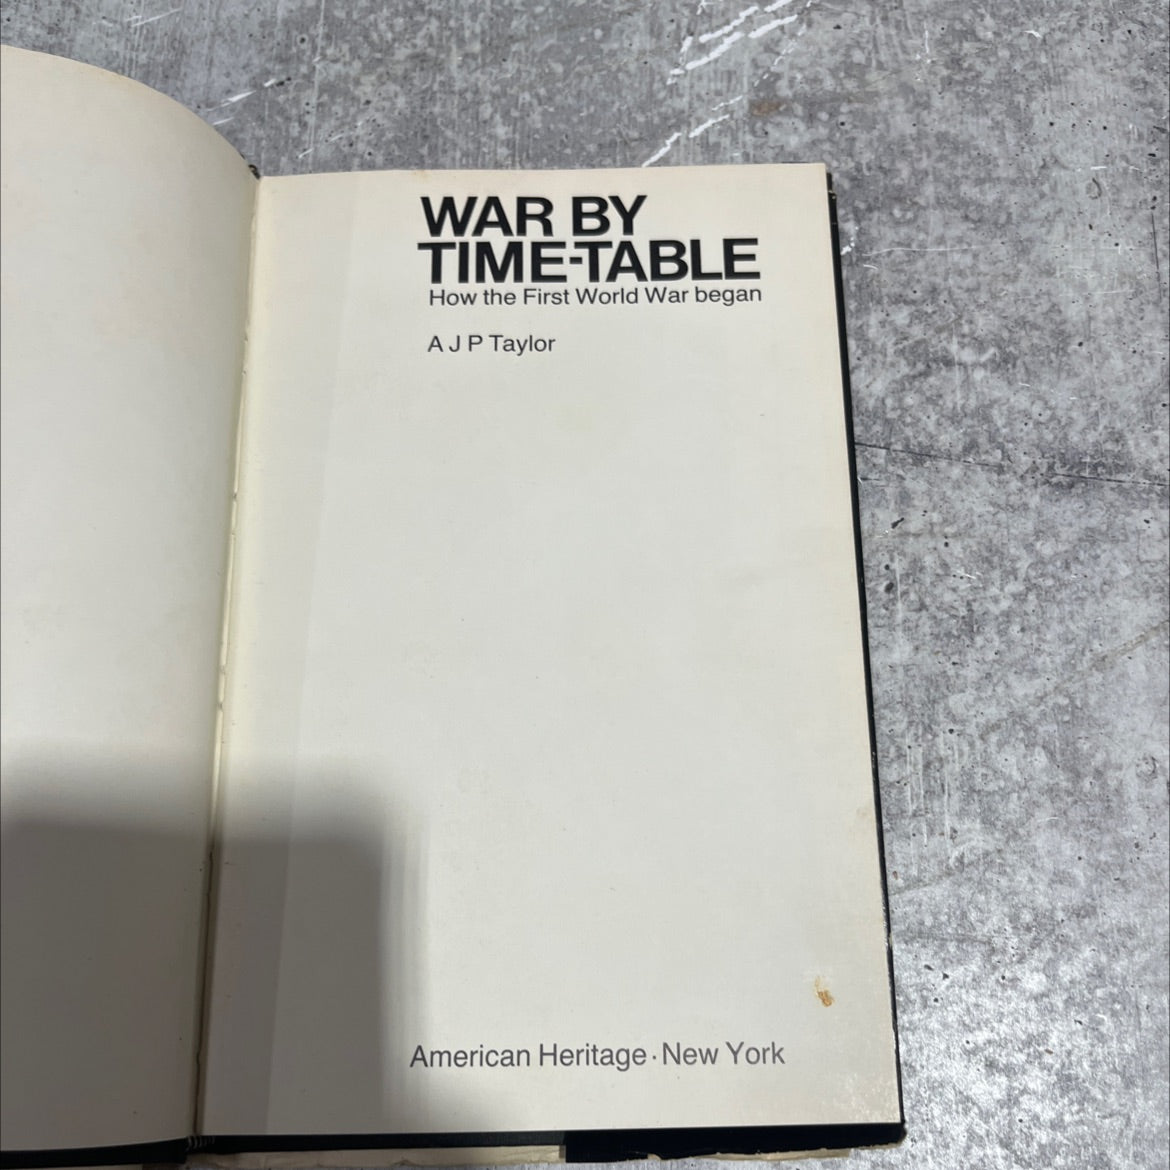 WAR BY
TIME-TABLE
How the First World War began
A J P Taylor
American Heritage · New York